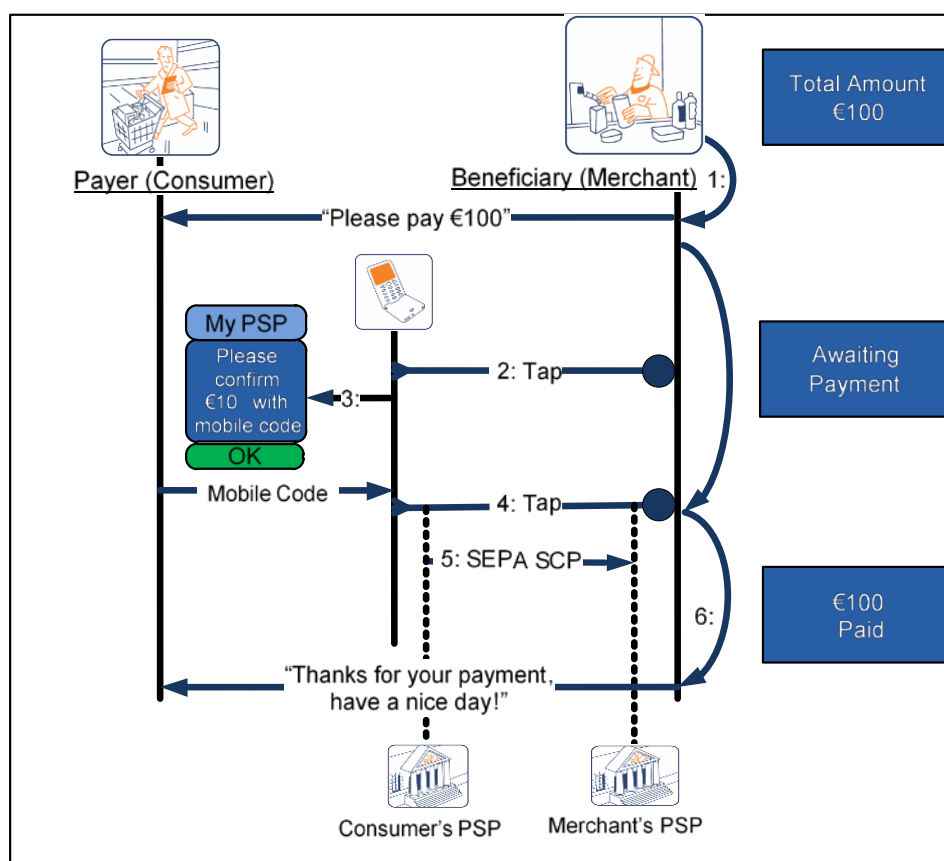 Total Amount
€100
Payer (Consumer)
Beneficiary (Merchant)
1:
“Please pay €100”
My PSP
Please
confirm
€10 with
mobile code
OK
2: Tap
3:
Awaiting
Payment
Mobile Code
4: Tap
5: SEPA SCP
6:
€100
Paid
“Thanks for your payment,
have a nice day!”
Consumer’s PSP
Merchant’s PSP